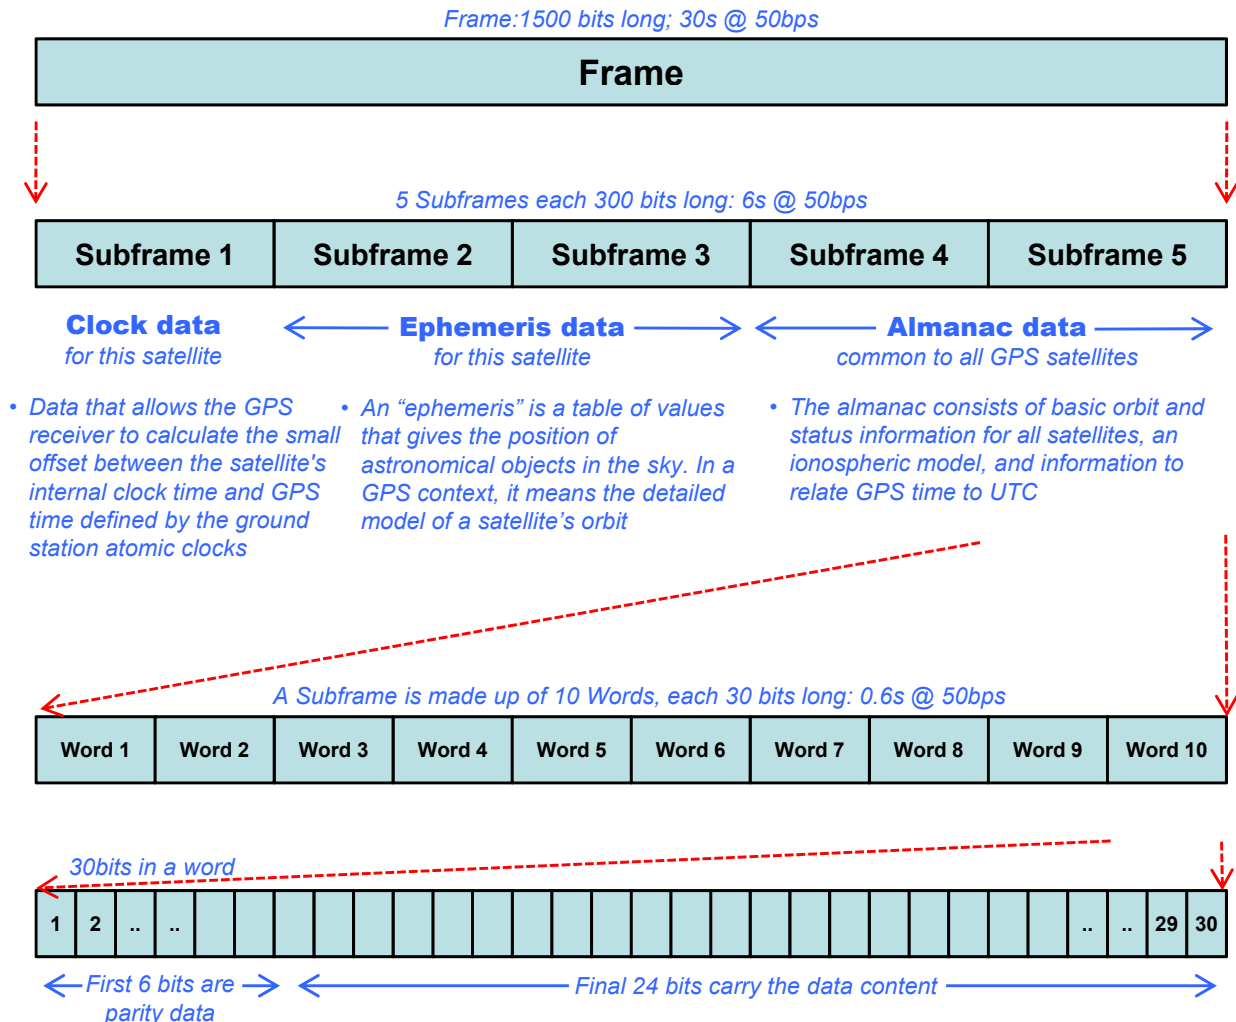 Frame:1500 bits long; 30s @ 50bps
Frame
5 Subframes each 300 bits long: 6s @ 50bps
Subframe 1
Subframe 2
Subframe 3
Subframe 4
Subframe 5
Clock data
for this satellite
Ephemeris data
for this satellite
Almanac data
common to all GPS satellites
• Data that allows the GPS
receiver to calculate the small
offset between the satellite's
internal clock time and GPS
time defined by the ground
station atomic clocks
• An “ephemeris” is a table of values
that gives the position of
astronomical objects in the sky. In a
GPS context, it means the detailed
model of a satellite’s orbit
• The almanac consists of basic orbit and
status information for all satellites, an
ionospheric model, and information to
relate GPS time to UTC
A Subframe is made up of 10 Words, each 30 bits long: 0.6s @ 50bps
Word 1
Word 2
Word 3
Word 4
Word 5
Word 6
Word 7
Word 8
Word 9
Word 10
30bits in a word
1
2
..
..
..
..
29
30
First 6 bits are
parity data
Final 24 bits carry the data content